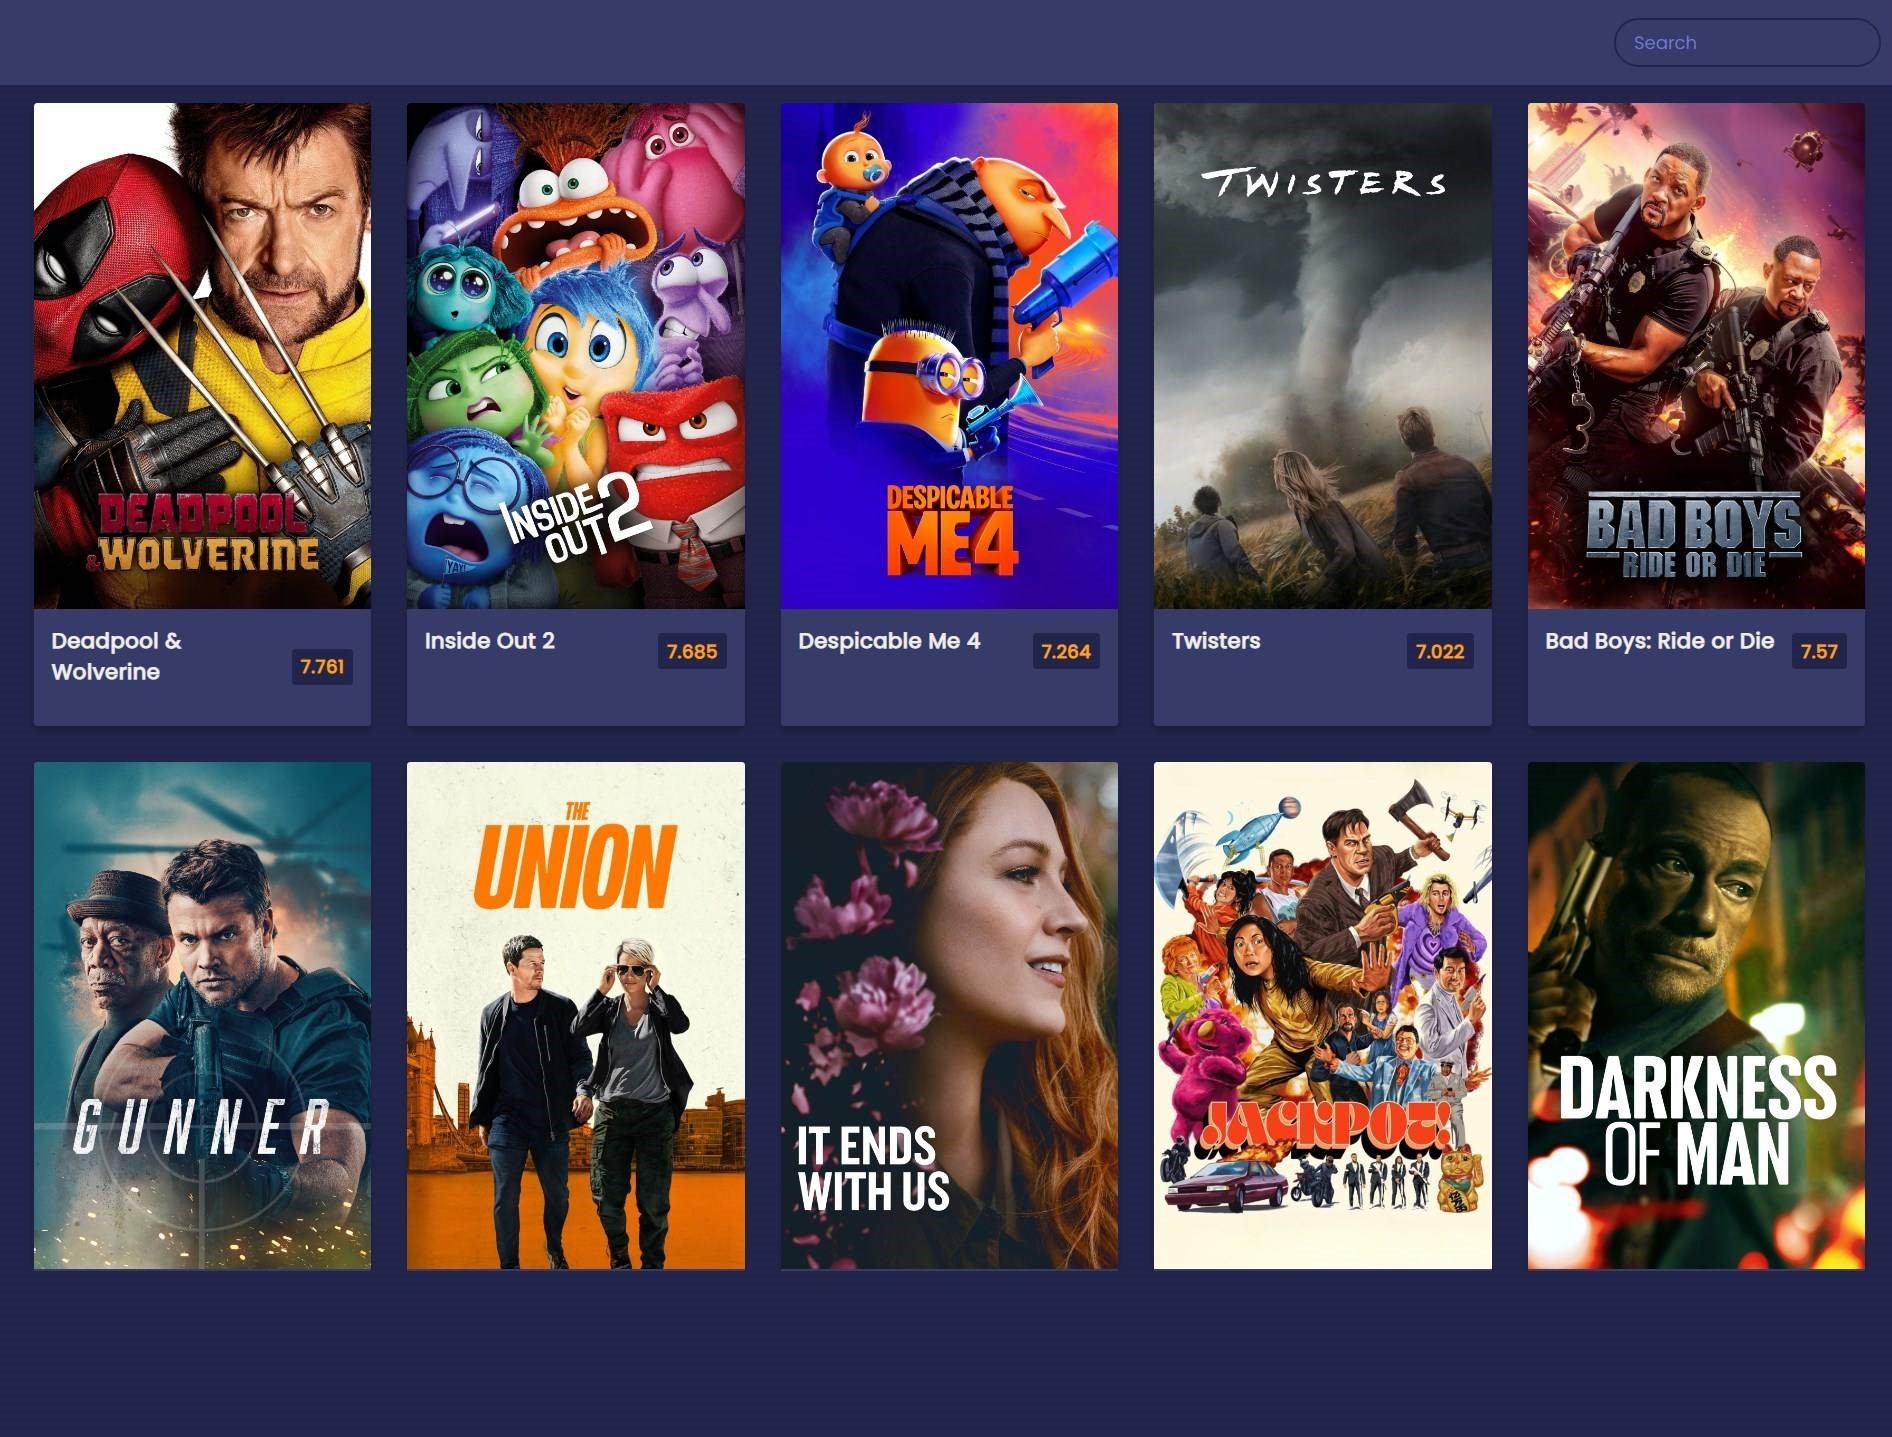 Search
DEADPOOL
& WOLVERINE
INSIDE
OUT 2
YAY!
DESPICABLE
ME 4
TWISTERS
BAD BOYS
RIDE OR DIE
Deadpool &
Wolverine
7.761
Inside Out 2
7.685
Despicable Me 4
7.264
Twisters
7.022
Bad Boys: Ride or Die
7.57
GUNNER
THE
UNION
IT ENDS
WITH US
JACKPOT!
DARKNESS
OF MAN